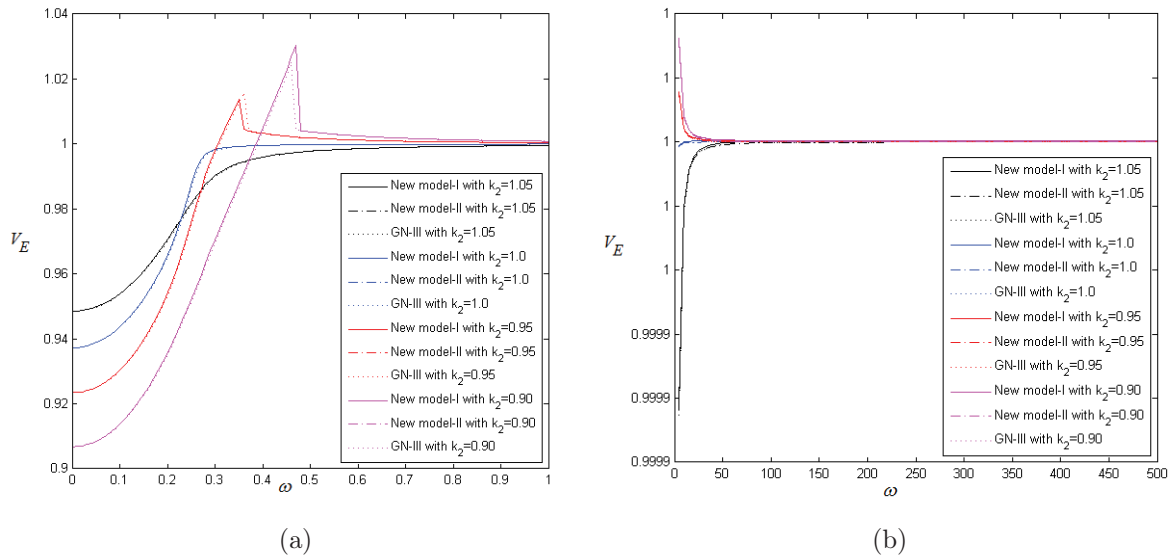 1.04
1.02
1
0.98
0.96
0.94
0.92
0.9
V_E
0 0.1 0.2 0.3 0.4 0.5 0.6 0.7 0.8 0.9 1
ω
New model-I with k_2=1.05
New model-II with k_2=1.05
GN-III with k_2=1.05
New model-I with k_2=1.0
New model-II with k_2=1.0
GN-III with k_2=1.0
New model-I with k_2=0.95
New model-II with k_2=0.95
GN-III with k_2=0.95
New model-I with k_2=0.90
New model-II with k_2=0.90
GN-III with k_2=0.90
(a)
1
1
1
1
1
0.9999
0.9999
0.9999
V_E
0 50 100 150 200 250 300 350 400 450 500
ω
New model-I with k_2=1.05
New model-II with k_2=1.05
GN-III with k_2=1.05
New model-I with k_2=1.0
New model-II with k_2=1.0
GN-III with k_2=1.0
New model-I with k_2=0.95
New model-II with k_2=0.95
GN-III with k_2=0.95
New model-I with k_2=0.90
New model-II with k_2=0.90
GN-III with k_2=0.90
(b)